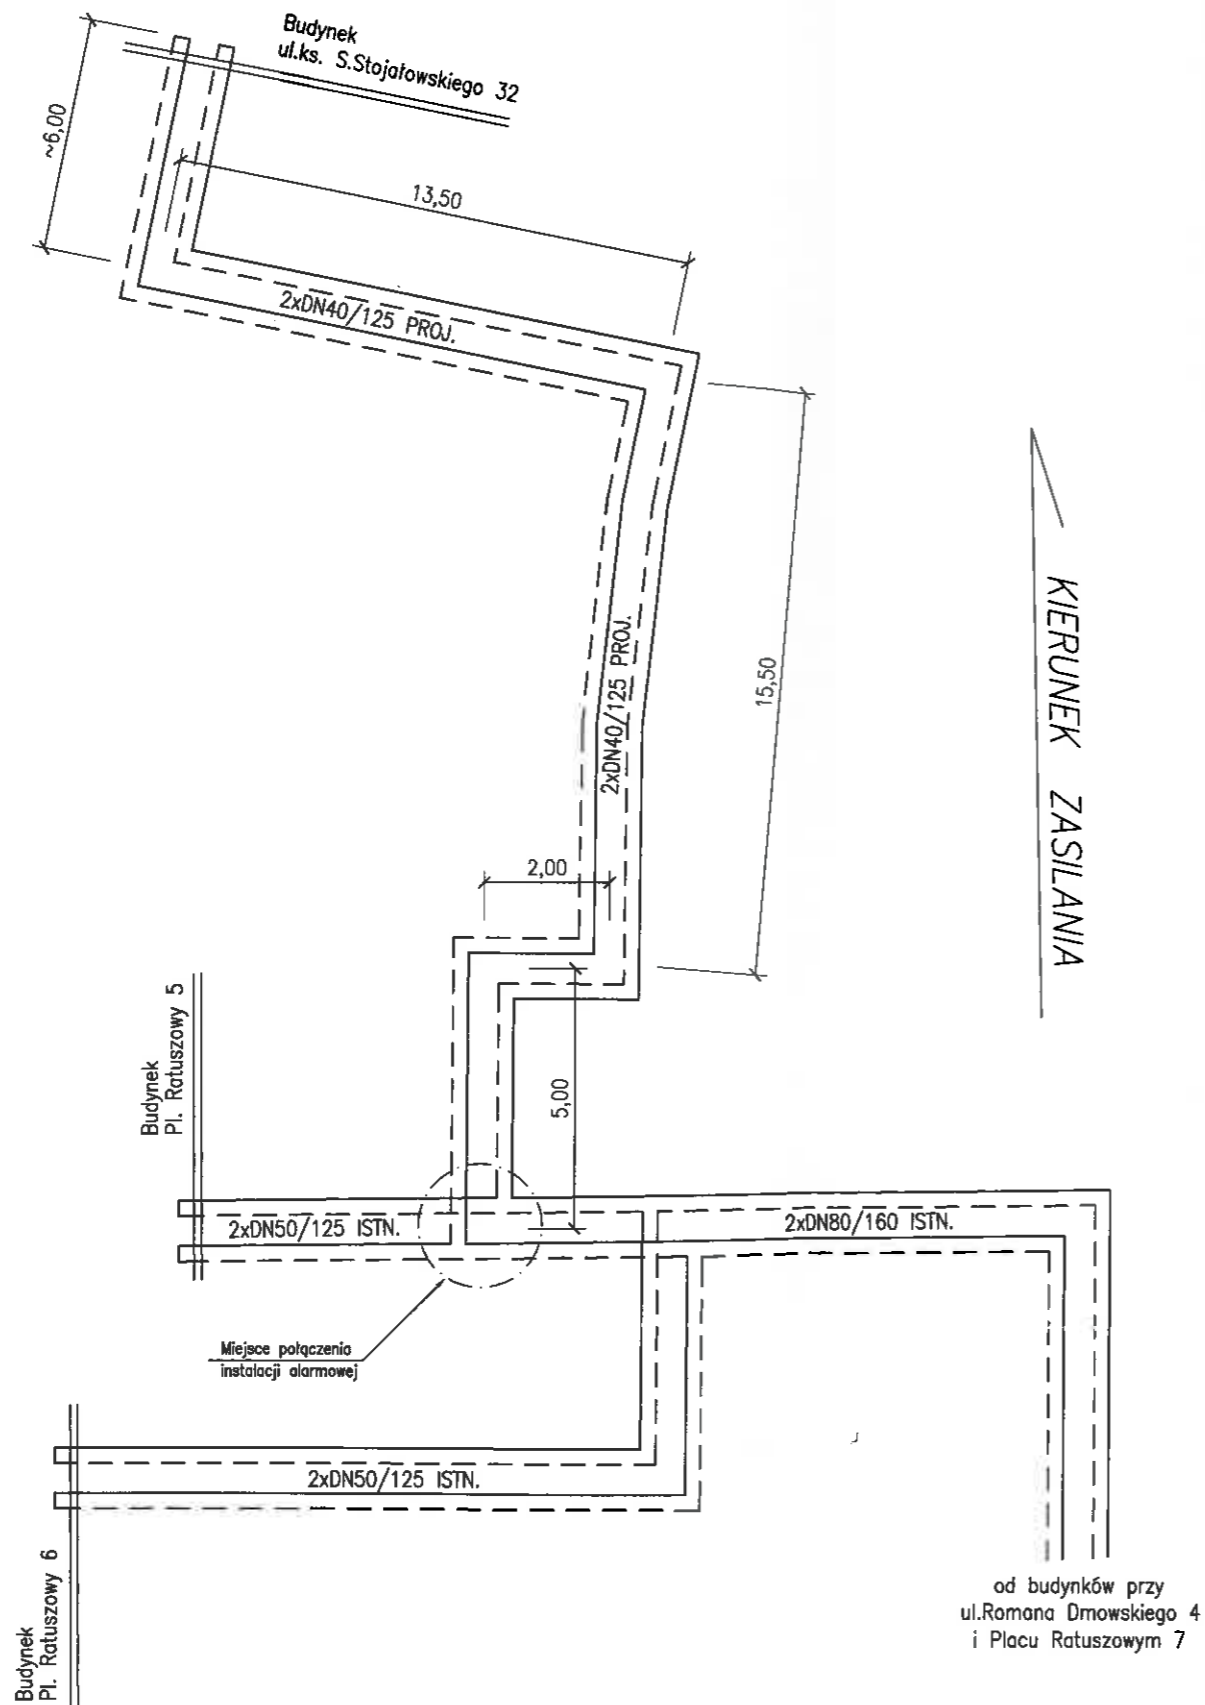 Budynek
ul.ks. S.Stojałowskiego 32
~6,00
13,50
2xDN40/125 PROJ.
15,50
2xDN40/125 PROJ.
KIERUNEK ZASILANIA
2,00
5,00
Budynek
Pl. Ratuszowy 5
2xDN50/125 ISTN.
2xDN80/160 ISTN.
Miejsce połączenia
instalacji alarmowej
2xDN50/125 ISTN.
Budynek
Pl. Ratuszowy 6
od budynków przy
ul.Romana Dmowskiego 4
i Placu Ratuszowym 7